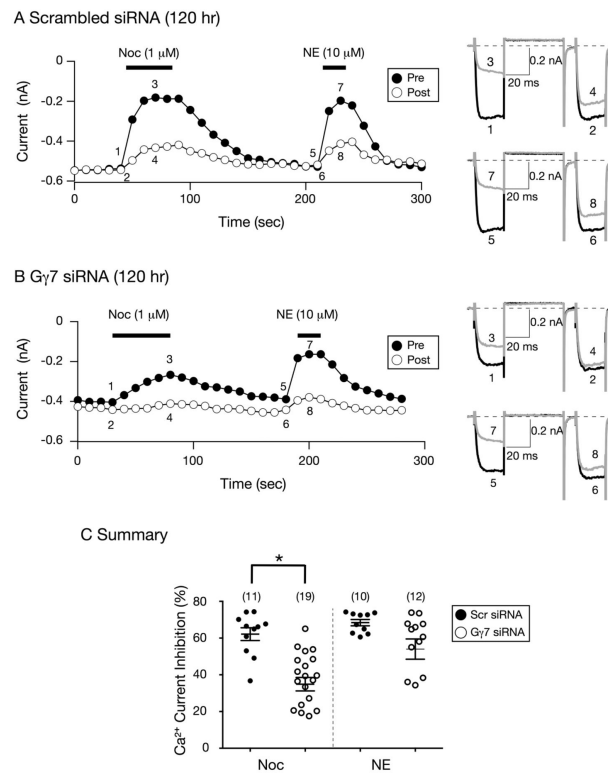 A Scrambled siRNA (120 hr)
Noc (1 μM)
NE (10 μM)
Pre
Post
Current (nA)
0
-0.2
-0.4
-0.6
1
2
3
4
5
6
7
8
0
100
200
300
Time (sec)
3
0.2 nA
20 ms
1
4
2
7
0.2 nA
20 ms
5
8
6
B Gγ7 siRNA (120 hr)
Noc (1 μM)
NE (10 μM)
Pre
Post
Current (nA)
0
-0.2
-0.4
-0.6
1
2
3
4
5
6
7
8
0
100
200
300
Time (sec)
3
0.2 nA
20 ms
1
4
2
7
0.2 nA
20 ms
5
8
6
C Summary
*
(11)
(19)
(10)
(12)
Scr siRNA
Gγ7 siRNA
Ca²⁺ Current Inhibition (%)
80
60
40
20
0
Noc
NE